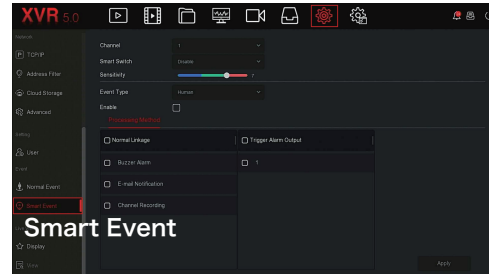 XVR 5.0
Network
TCP/IP
Address Filter
Cloud Storage
Advanced
Setting
User
Event
Normal Event
Smart Event
Display
View
Channel 1
Smart Switch Disable
Sensitivity 7
Event Type Human
Enable
Processing Method
Normal Linkage Trigger Alarm Output
Buzzer Alarm 1
E-mail Notification
Channel Recording
Smart Event
Apply